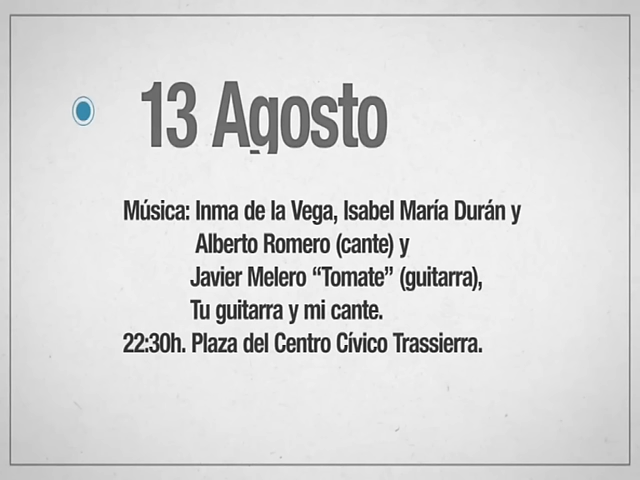 13 Agosto
Música: Inma de la Vega, Isabel María Durán y
Alberto Romero (cante) y
Javier Melero “Tomate” (guitarra),
Tu guitarra y mi cante.
22:30h. Plaza del Centro Cívico Trassierra.